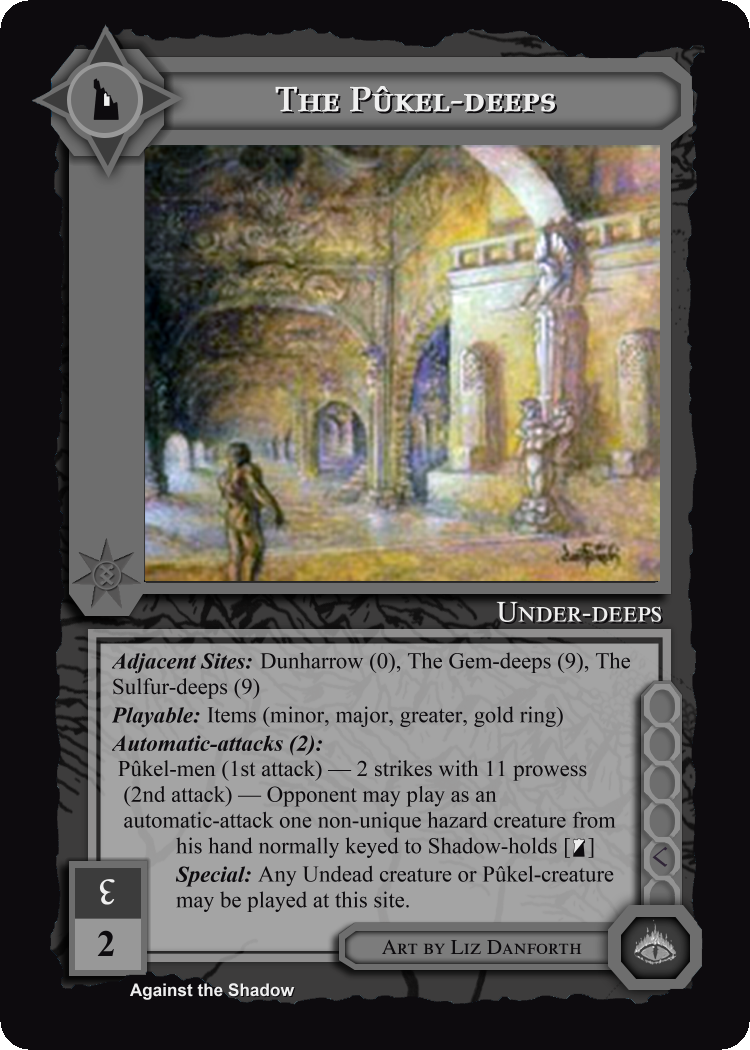 The Pûkel-deeps
Under-deeps
Adjacent Sites: Dunharrow (0), The Gem-deeps (9), The
Sulfur-deeps (9)
Playable: Items (minor, major, greater, gold ring)
Automatic-attacks (2):
Pûkel-men (1st attack) — 2 strikes with 11 prowess
(2nd attack) — Opponent may play as an
automatic-attack one non-unique hazard creature from
his hand normally keyed to Shadow-holds [ ]
Special: Any Undead creature or Pûkel-creature
may be played at this site.
2
Art by Liz Danforth
Against the Shadow